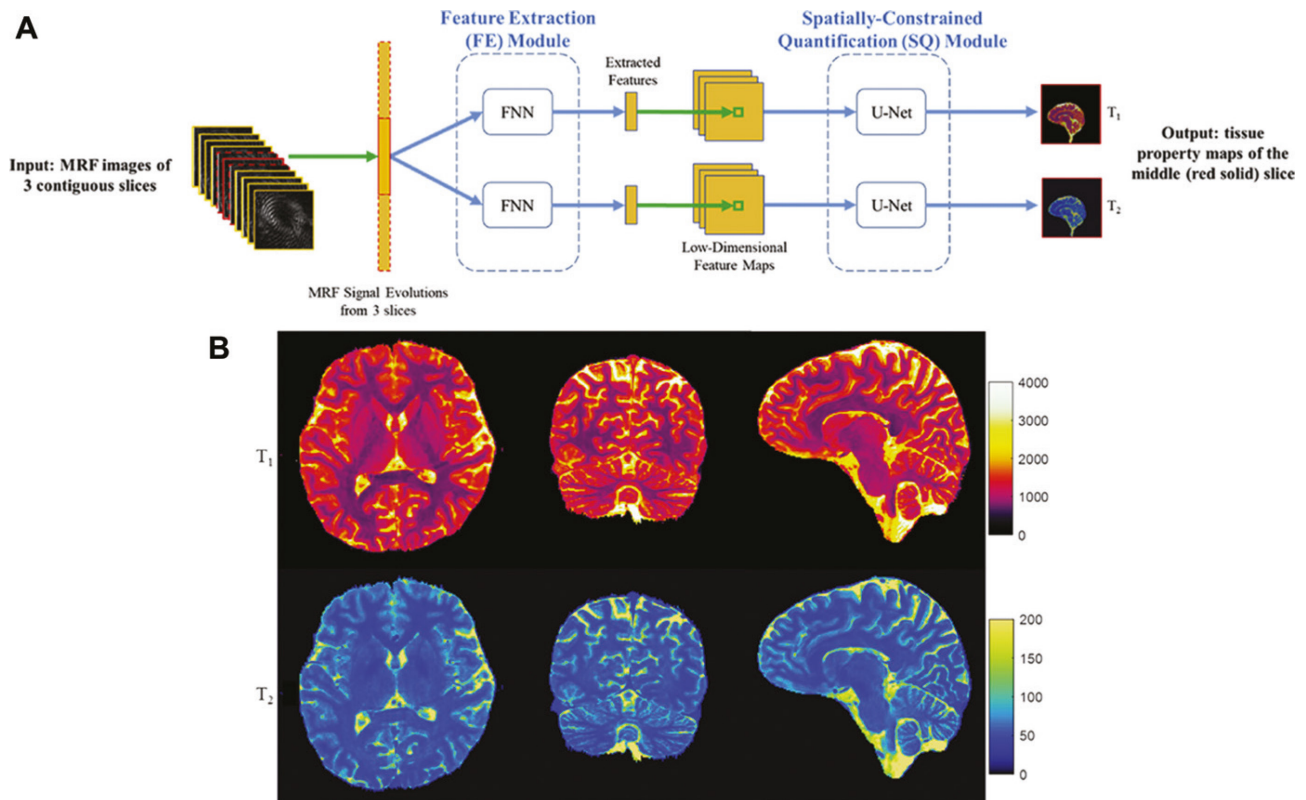 A
Feature Extraction
(FE) Module
Spatially-Constrained
Quantification (SQ) Module
Extracted
Features
FNN
U-Net
T1
Input: MRF images of
3 contiguous slices
Output: tissue
property maps of the
middle (red solid) slice
FNN
U-Net
T2
Low-Dimensional
Feature Maps
MRF Signal Evolutions
from 3 slices
B
T1
4000
3000
2000
1000
0
T2
200
150
100
50
0